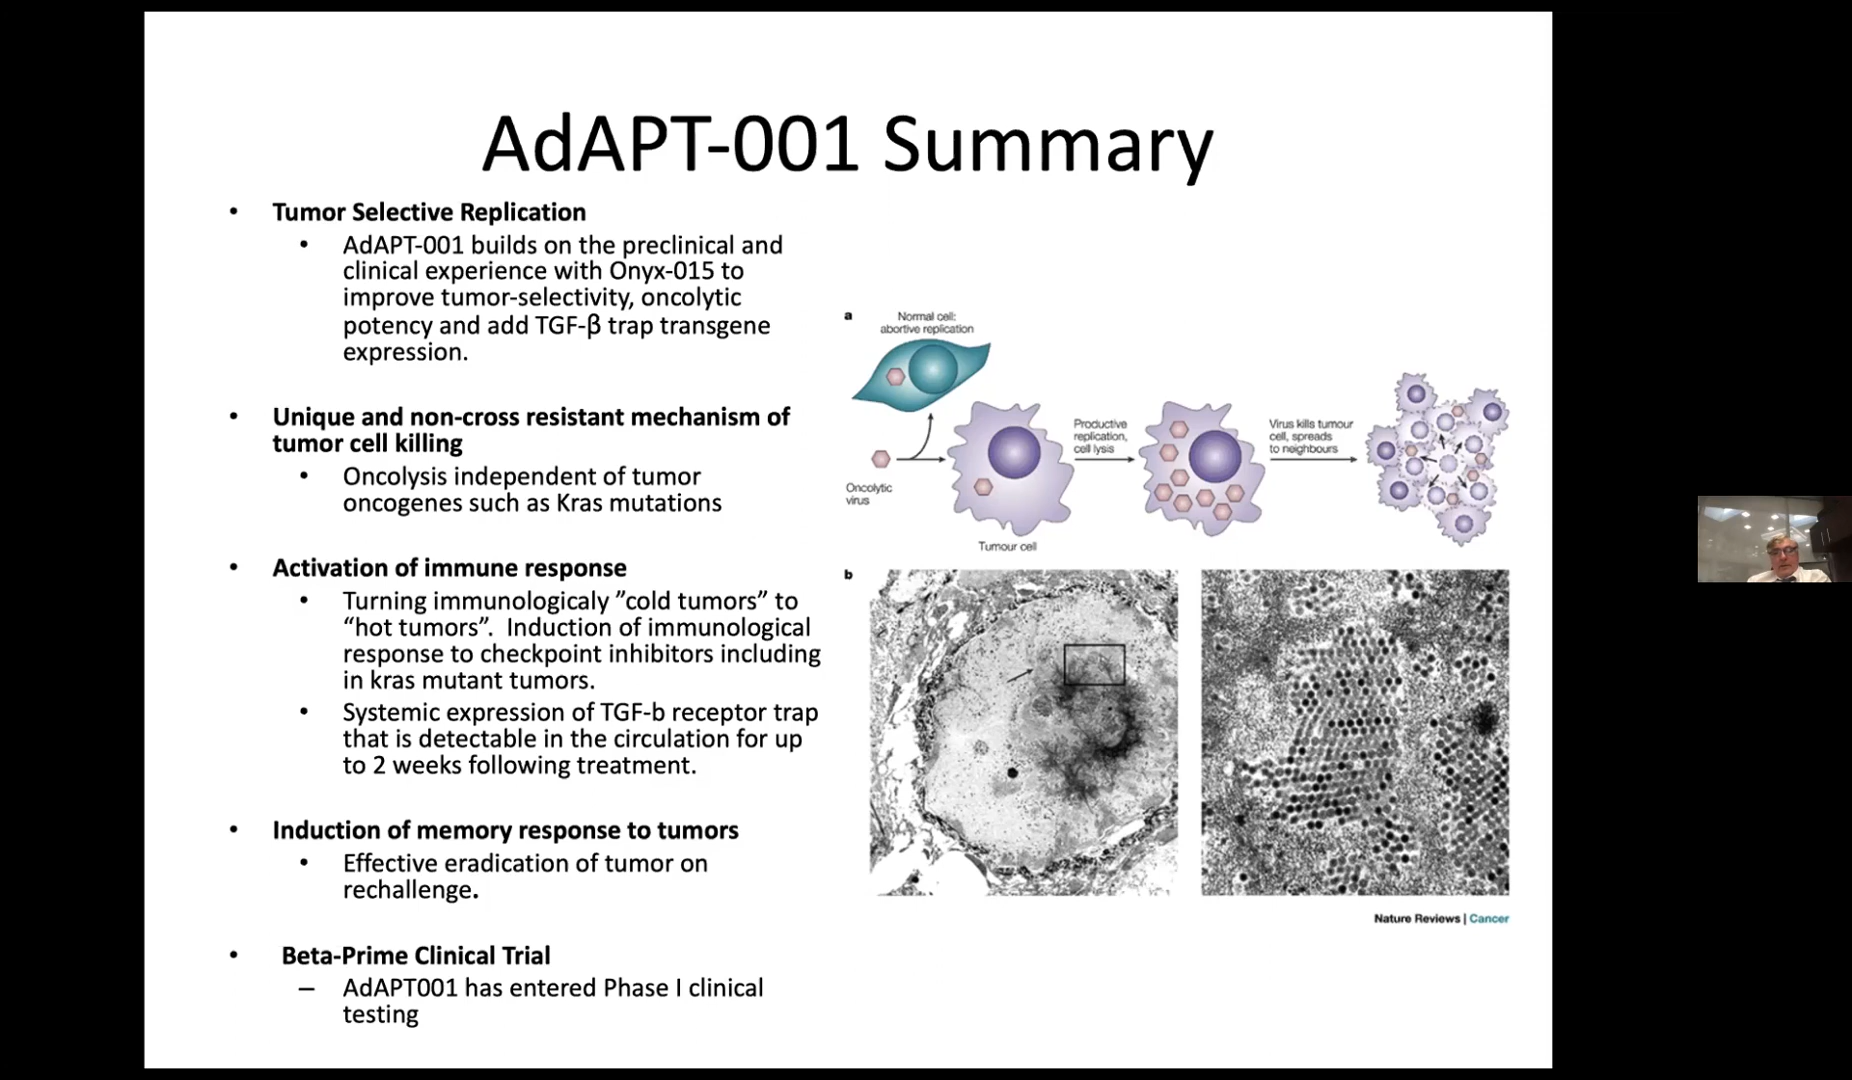 AdAPT-001 Summary
• Tumor Selective Replication
• AdAPT-001 builds on the preclinical and
clinical experience with Onyx-015 to
improve tumor-selectivity, oncolytic
potency and add TGF-β trap transgene
expression.
• Unique and non-cross resistant mechanism of
tumor cell killing
• Oncolysis independent of tumor
oncogenes such as Kras mutations
• Activation of immune response
• Turning immunologicaly ”cold tumors” to
“hot tumors”. Induction of immunological
response to checkpoint inhibitors including
in kras mutant tumors.
• Systemic expression of TGF-b receptor trap
that is detectable in the circulation for up
to 2 weeks following treatment.
• Induction of memory response to tumors
• Effective eradication of tumor on
rechallenge.
• Beta-Prime Clinical Trial
– AdAPT001 has entered Phase I clinical
testing
a
Normal cell:
abortive replication
Oncolytic
virus
Tumour cell
Productive
replication,
cell lysis
Virus kills tumour
cell, spreads
to neighbours
b
Nature Reviews | Cancer